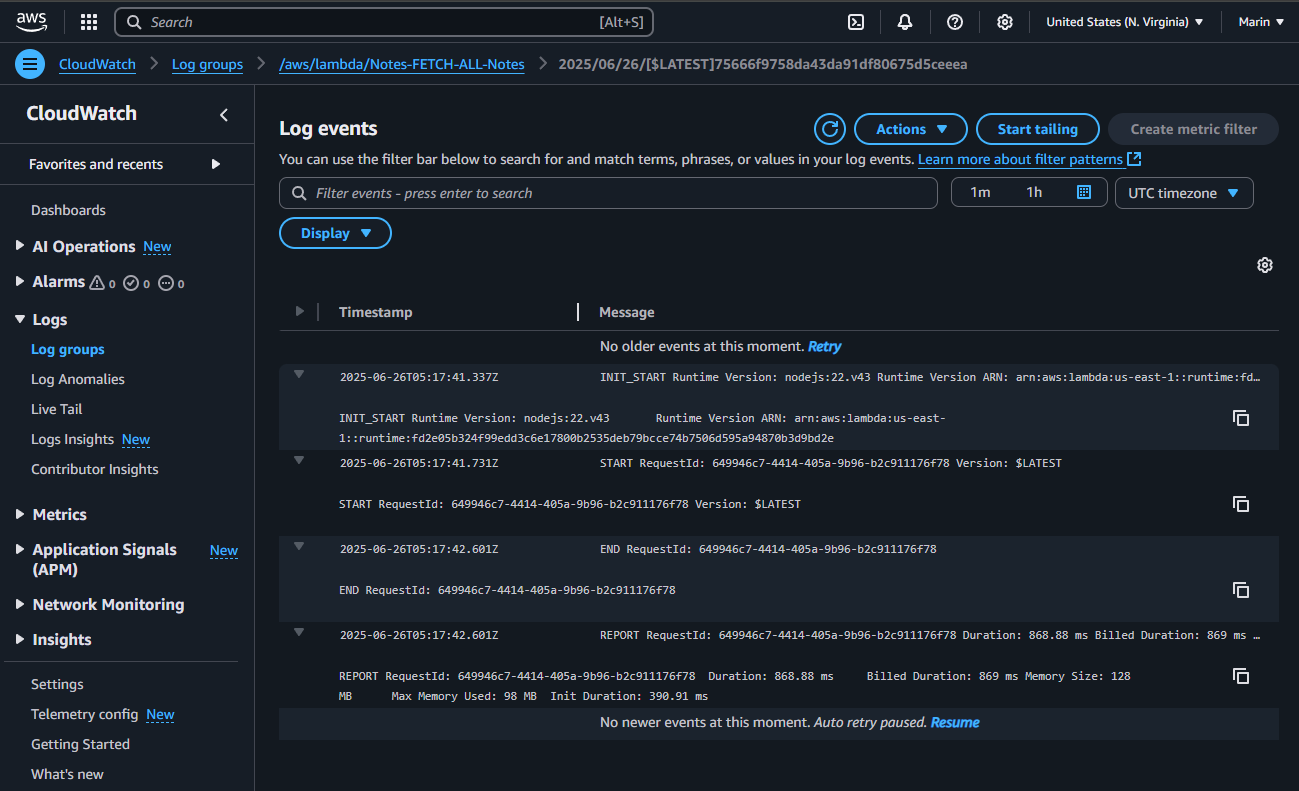 aws
Search [Alt+S]
United States (N. Virginia)
Marin
CloudWatch
Log groups
/aws/lambda/Notes-FETCH-ALL-Notes
2025/06/26/[$LATEST]75666f9758da43da91df80675d5ceeea
CloudWatch
Favorites and recents
Dashboards
AI Operations New
Alarms 0 0 0
Logs
Log groups
Log Anomalies
Live Tail
Logs Insights New
Contributor Insights
Metrics
Application Signals New
(APM)
Network Monitoring
Insights
Settings
Telemetry config New
Getting Started
What's new
Log events
Actions
Start tailing
Create metric filter
You can use the filter bar below to search for and match terms, phrases, or values in your log events. Learn more about filter patterns
Filter events - press enter to search
1m 1h
UTC timezone
Display
Timestamp Message
No older events at this moment. Retry
2025-06-26T05:17:41.337Z INIT_START Runtime Version: nodejs:22.v43 Runtime Version ARN: arn:aws:lambda:us-east-1::runtime:fd…
INIT_START Runtime Version: nodejs:22.v43 Runtime Version ARN: arn:aws:lambda:us-east-
1::runtime:fd2e05b324f99edd3c6e17800b2535deb79bcce74b7506d595a94870b3d9bd2e
2025-06-26T05:17:41.731Z START RequestId: 649946c7-4414-405a-9b96-b2c911176f78 Version: $LATEST
START RequestId: 649946c7-4414-405a-9b96-b2c911176f78 Version: $LATEST
2025-06-26T05:17:42.601Z END RequestId: 649946c7-4414-405a-9b96-b2c911176f78
END RequestId: 649946c7-4414-405a-9b96-b2c911176f78
2025-06-26T05:17:42.601Z REPORT RequestId: 649946c7-4414-405a-9b96-b2c911176f78 Duration: 868.88 ms Billed Duration: 869 ms …
REPORT RequestId: 649946c7-4414-405a-9b96-b2c911176f78 Duration: 868.88 ms Billed Duration: 869 ms Memory Size: 128
MB Max Memory Used: 98 MB Init Duration: 390.91 ms
No newer events at this moment. Auto retry paused. Resume